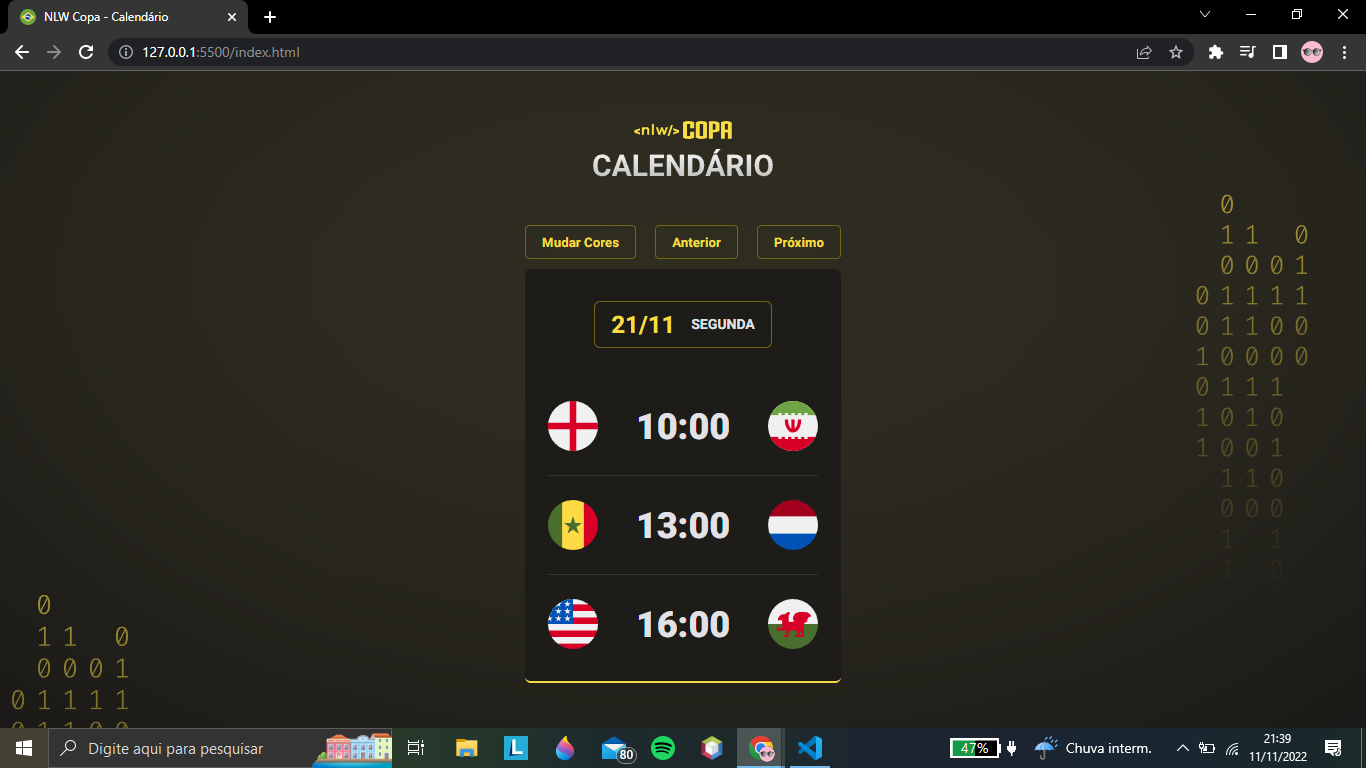 NLW Copa - Calendário
127.0.0.1:5500/index.html
<nlw/> COPA
CALENDÁRIO
Mudar Cores Anterior Próximo
21/11 SEGUNDA
10:00
13:00
16:00
0
1 1 0
0 0 0 1
0 1 1 1 1
0 1 1 0 0
1 0 0 0 0
0 1 1 1
1 0 1 0
1 0 0 1
1 1 0
0 0 0
1 1
1 0
0
1 1 0
0 0 0 1
0 1 1 1 1
0 1 1 0 0
Digite aqui para pesquisar
L
80
47%
Chuva interm.
21:39
11/11/2022